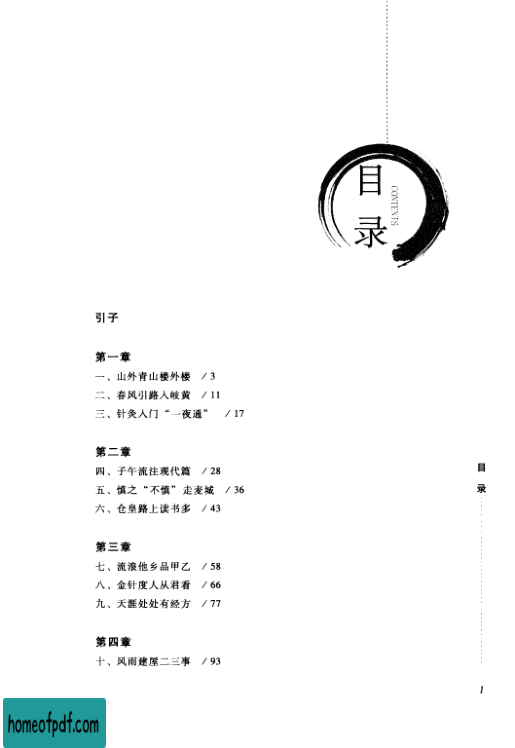 目
录
CONTENTS
引子
第一章
一、山外青山楼外楼 / 3
二、春风引路入岐黄 / 11
三、针灸入门“一夜通” / 17
第二章
四、子午流注现代篇 / 28
五、慎之“不慎”走麦城 / 36
六、仓皇路上读书多 / 43
第三章
七、流浪他乡品甲乙 / 58
八、金针度人从君看 / 66
九、天涯处处有经方 / 77
第四章
十、风雨建屋二三事 / 93
目
录
1
homeofpdf.com